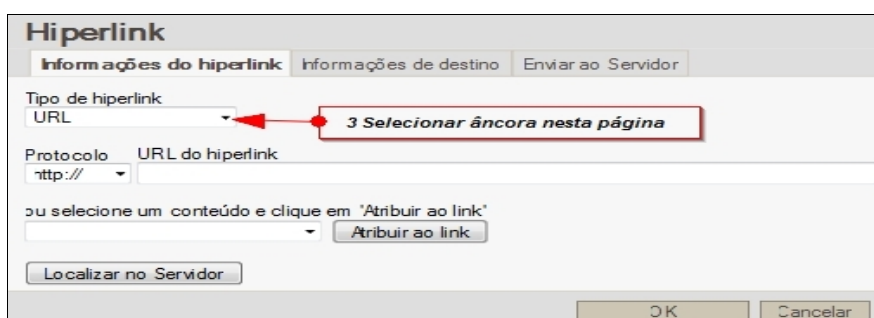 Hiperlink
Informações do hiperlink Informações de destino Enviar ao Servidor
Tipo de hiperlink
URL
3 Selecionar âncora nesta página
Protocolo URL do hiperlink
http://
ou selecione um conteúdo e clique em "Atribuir ao link"
Atribuir ao link
Localizar no Servidor
OK Cancelar